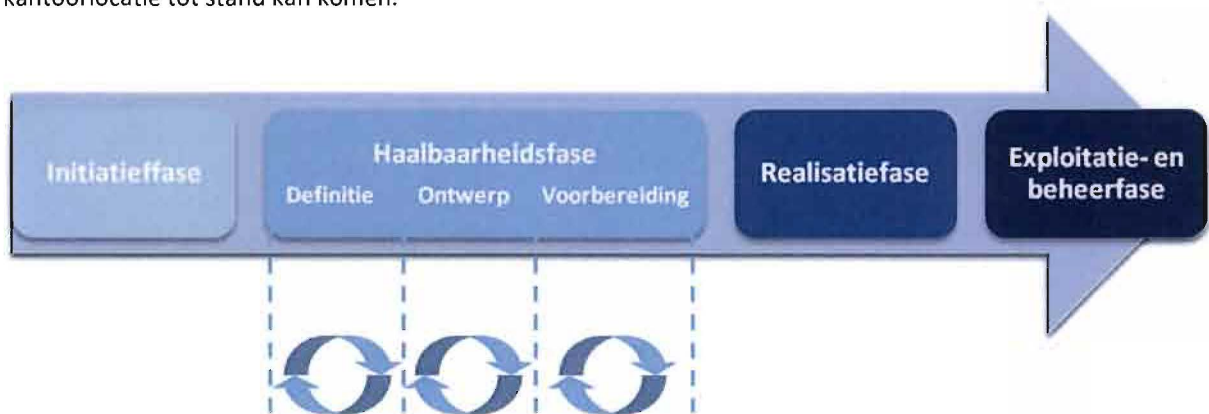 kantoorlocatie tot stand kan komen.
Initiatieffase
Haalbaarheidsfase
Definitie Ontwerp Voorbereiding
Realisatiefase
Exploitatie- en
beheerfase